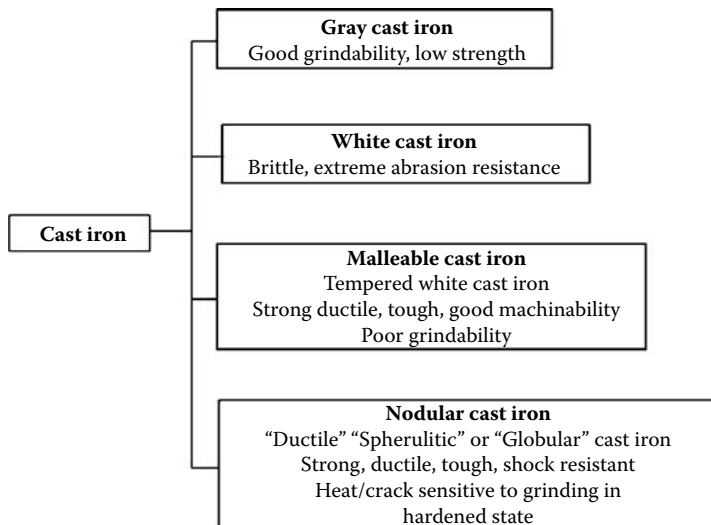 Gray cast iron
Good grindability, low strength
White cast iron
Brittle, extreme abrasion resistance
Cast iron
Malleable cast iron
Tempered white cast iron
Strong ductile, tough, good machinability
Poor grindability
Nodular cast iron
“Ductile” “Spherulitic” or “Globular” cast iron
Strong, ductile, tough, shock resistant
Heat/crack sensitive to grinding in
hardened state